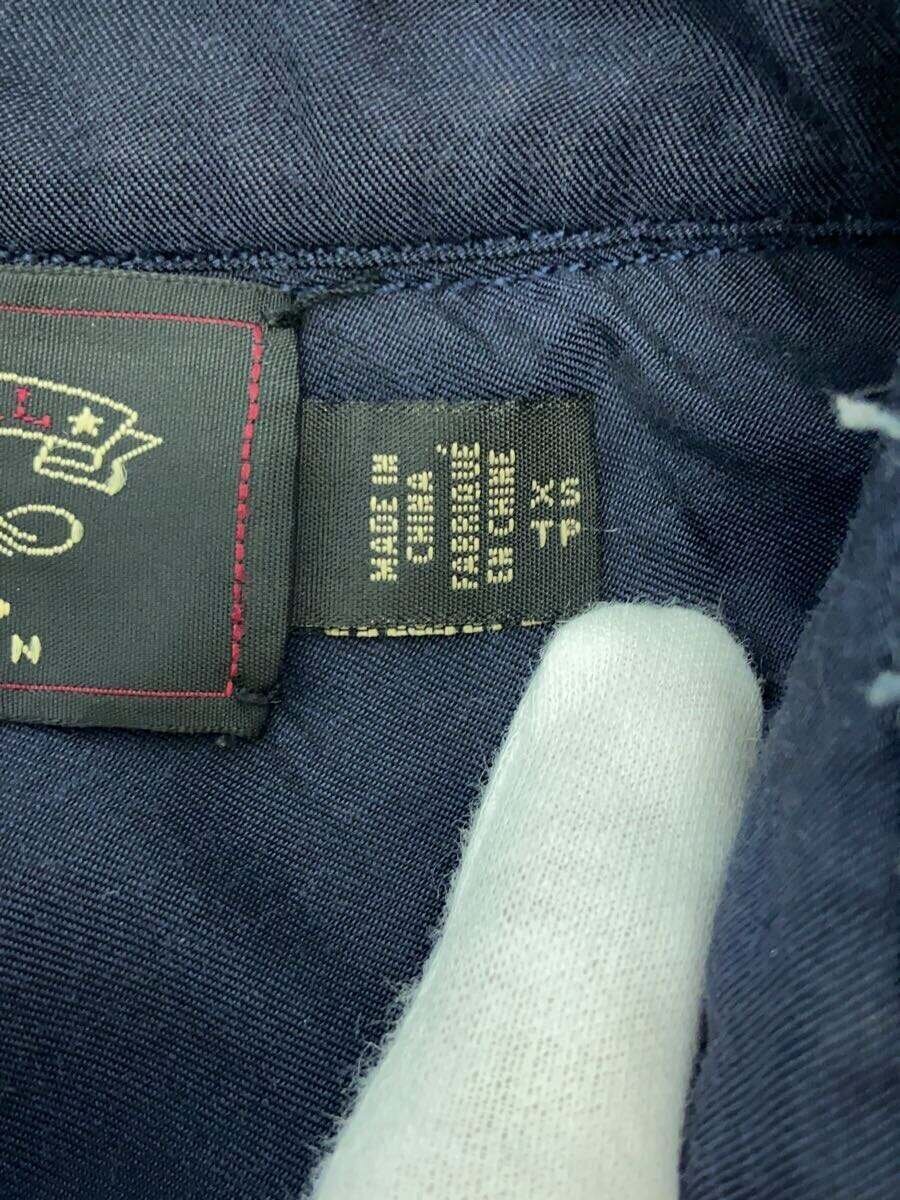 MADE IN
CHINA
FABRIQUÉ
EN CHINE
XS
TP
L
N